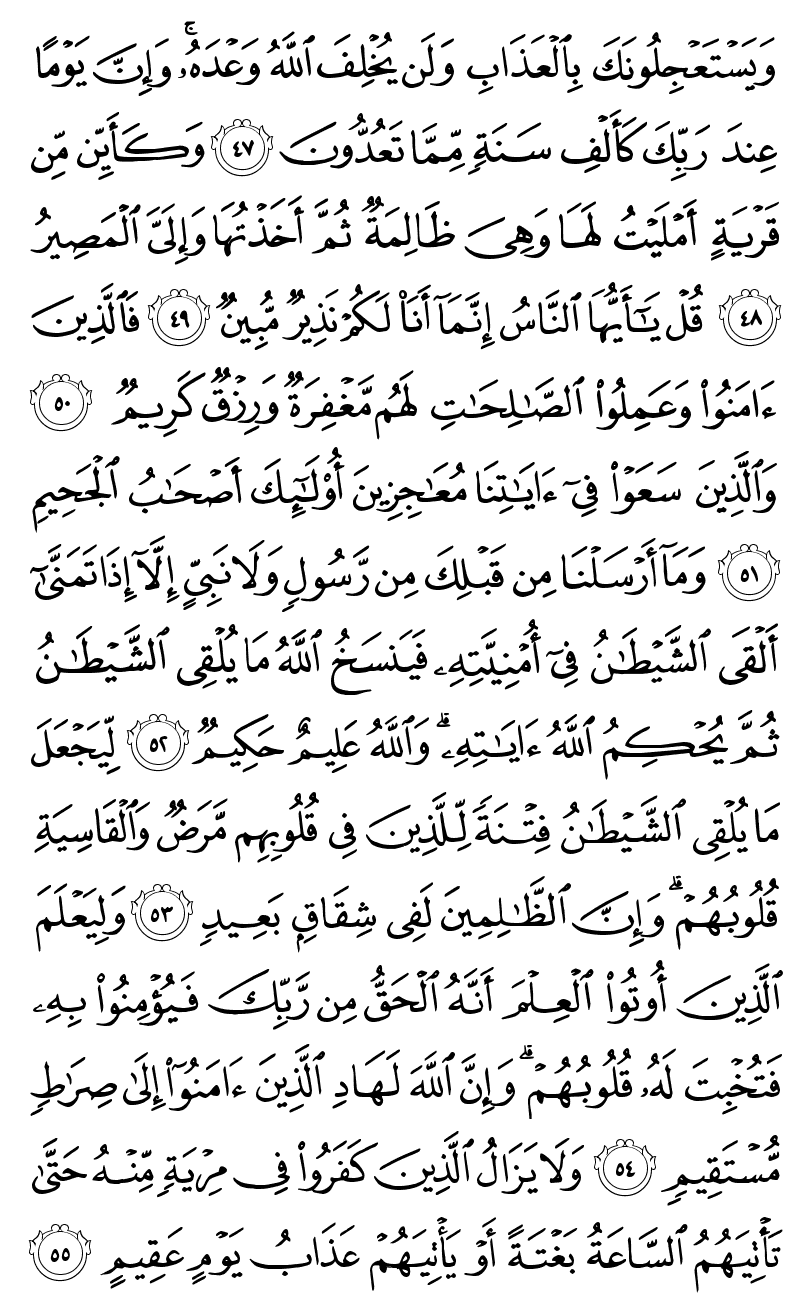 وَيَسۡتَعۡجِلُونَكَ بِٱلۡعَذَابِ وَلَن يُخۡلِفَ ٱللَّهُ وَعۡدَهُۥۚ وَإِنَّ يَوۡمًا
عِندَ رَبِّكَ كَأَلۡفِ سَنَةٖ مِّمَّا تَعُدُّونَ ٤٧ وَكَأَيِّن مِّن
قَرۡيَةٍ أَمۡلَيۡتُ لَهَا وَهِيَ ظَالِمَةٞ ثُمَّ أَخَذۡتُهَا وَإِلَيَّ ٱلۡمَصِيرُ
٤٨ قُلۡ يَٰٓأَيُّهَا ٱلنَّاسُ إِنَّمَآ أَنَا۠ لَكُمۡ نَذِيرٞ مُّبِينٞ ٤٩ فَٱلَّذِينَ
ءَامَنُواْ وَعَمِلُواْ ٱلصَّٰلِحَٰتِ لَهُم مَّغۡفِرَةٞ وَرِزۡقٞ كَرِيمٞ ٥٠
وَٱلَّذِينَ سَعَوۡاْ فِيٓ ءَايَٰتِنَا مُعَٰجِزِينَ أُوْلَٰٓئِكَ أَصۡحَٰبُ ٱلۡجَحِيمِ
٥١ وَمَآ أَرۡسَلۡنَا مِن قَبۡلِكَ مِن رَّسُولٖ وَلَا نَبِيٍّ إِلَّآ إِذَا تَمَنَّىٰٓ
أَلۡقَى ٱلشَّيۡطَٰنُ فِيٓ أُمۡنِيَّتِهِۦ فَيَنسَخُ ٱللَّهُ مَا يُلۡقِي ٱلشَّيۡطَٰنُ
ثُمَّ يُحۡكِمُ ٱللَّهُ ءَايَٰتِهِۦۗ وَٱللَّهُ عَلِيمٌ حَكِيمٞ ٥٢ لِّيَجۡعَلَ
مَا يُلۡقِي ٱلشَّيۡطَٰنُ فِتۡنَةٗ لِّلَّذِينَ فِي قُلُوبِهِم مَّرَضٞ وَٱلۡقَاسِيَةِ
قُلُوبُهُمۡۗ وَإِنَّ ٱلظَّٰلِمِينَ لَفِي شِقَاقِۭ بَعِيدٖ ٥٣ وَلِيَعۡلَمَ
ٱلَّذِينَ أُوتُواْ ٱلۡعِلۡمَ أَنَّهُ ٱلۡحَقُّ مِن رَّبِّكَ فَيُؤۡمِنُواْ بِهِۦ
فَتُخۡبِتَ لَهُۥ قُلُوبُهُمۡۗ وَإِنَّ ٱللَّهَ لَهَادِ ٱلَّذِينَ ءَامَنُوٓاْ إِلَىٰ صِرَٰطٖ
مُّسۡتَقِيمٖ ٥٤ وَلَا يَزَالُ ٱلَّذِينَ كَفَرُواْ فِي مِرۡيَةٖ مِّنۡهُ حَتَّىٰ
تَأۡتِيَهُمُ ٱلسَّاعَةُ بَغۡتَةً أَوۡ يَأۡتِيَهُمۡ عَذَابُ يَوۡمٍ عَقِيمٍ ٥٥